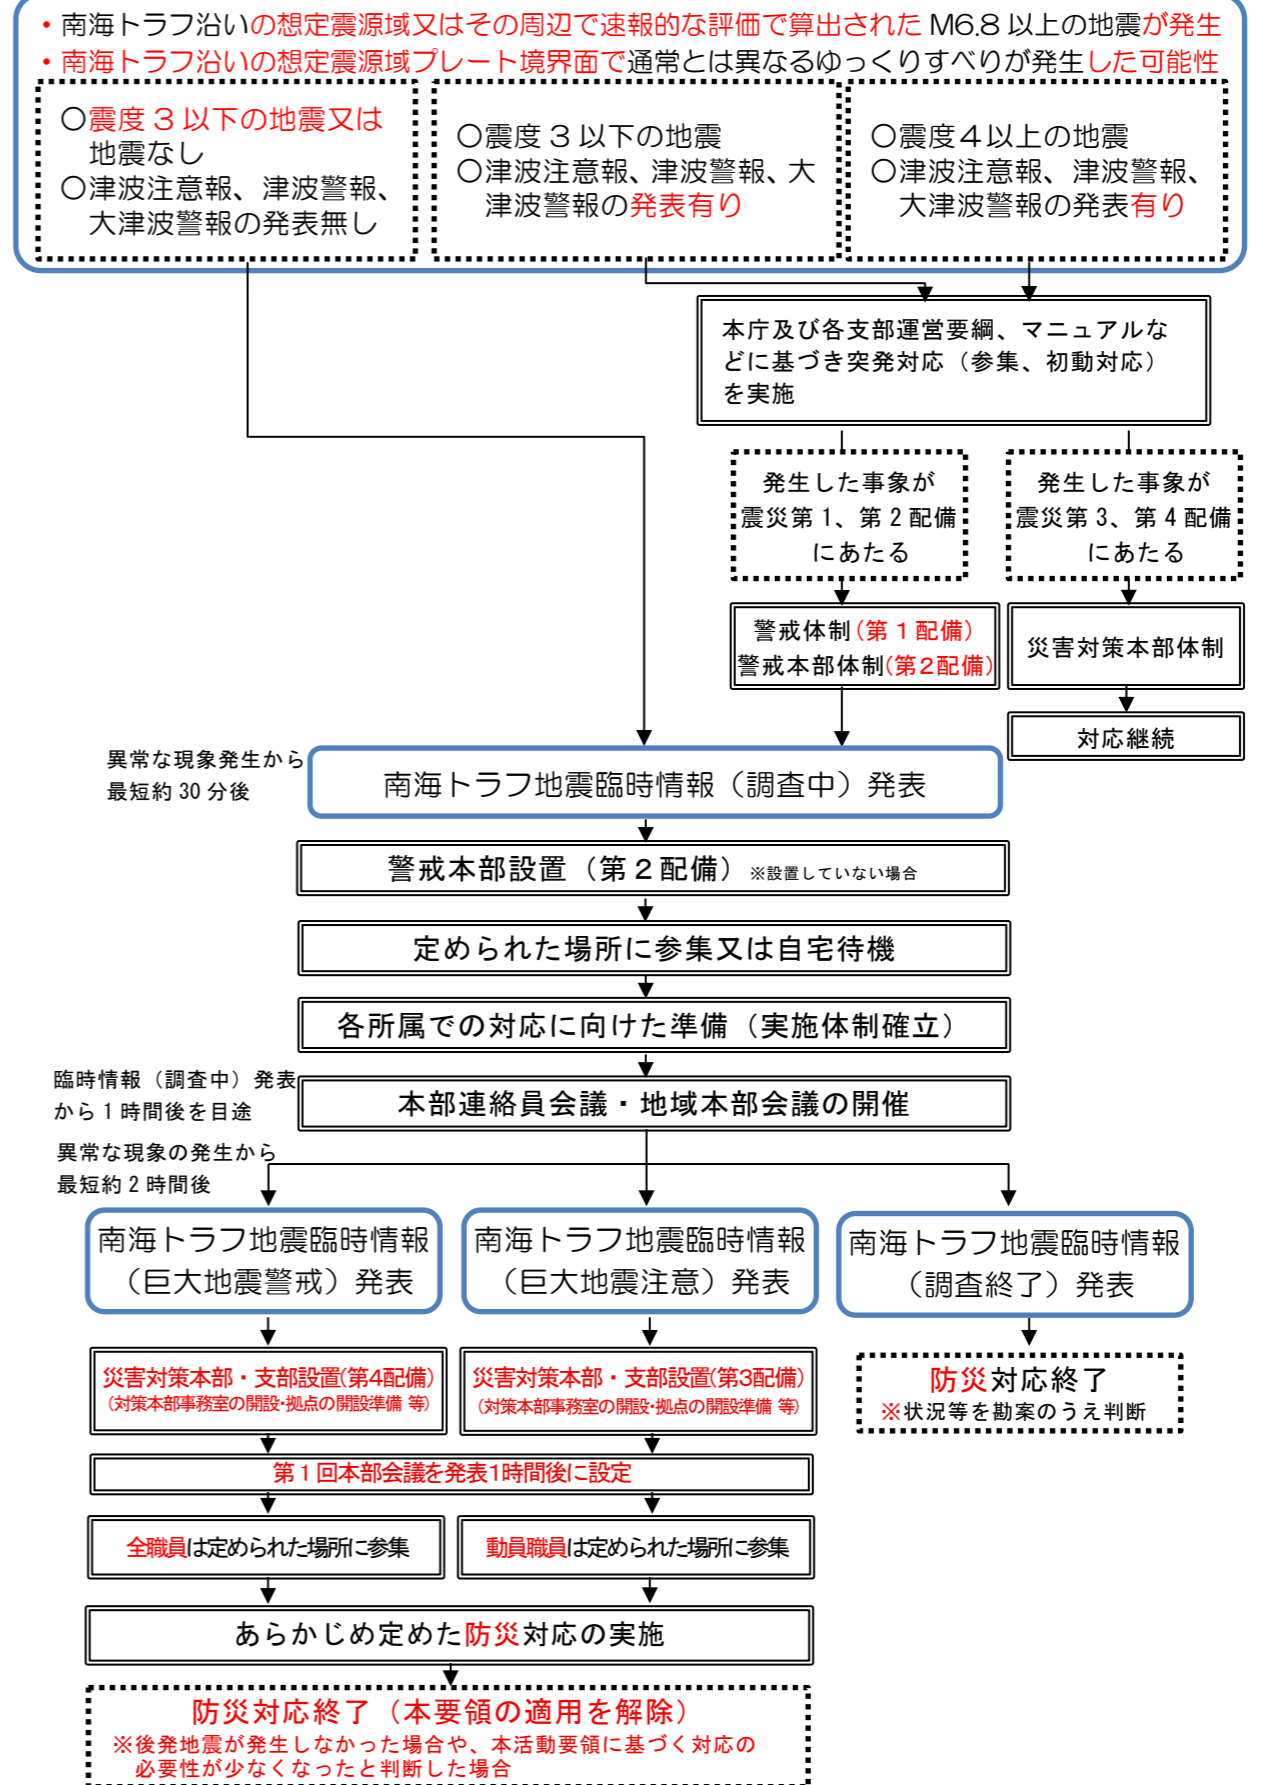 ・南海トラフ沿いの想定震源域又はその周辺で速報的な評価で算出された M6.8 以上の地震が発生
・南海トラフ沿いの想定震源域プレート境界面で通常とは異なるゆっくりすべりが発生した可能性
〇震度 3 以下の地震又は
地震なし
〇津波注意報、津波警報、
大津波警報の発表無し
〇震度 3 以下の地震
〇津波注意報、津波警報、大
津波警報の発表有り
〇震度4以上の地震
〇津波注意報、津波警報、
大津波警報の発表有り
本庁及び各支部運営要綱、マニュアルな
どに基づき突発対応（参集、初動対応）
を実施
発生した事象が
震災第 1、第 2 配備
にあたる
発生した事象が
震災第 3、第 4 配備
にあたる
警戒体制(第 1 配備)
警戒本部体制(第2配備)
災害対策本部体制
対応継続
異常な現象発生から
最短約 30 分後
南海トラフ地震臨時情報（調査中）発表
警戒本部設置（第 2 配備）※設置していない場合
定められた場所に参集又は自宅待機
各所属での対応に向けた準備（実施体制確立）
臨時情報（調査中）発表
から 1 時間後を目途
本部連絡員会議・地域本部会議の開催
異常な現象の発生から
最短約 2 時間後
南海トラフ地震臨時情報
（巨大地震警戒）発表
南海トラフ地震臨時情報
（巨大地震注意）発表
南海トラフ地震臨時情報
（調査終了）発表
災害対策本部・支部設置(第4配備)
(対策本部事務室の開設・拠点の開設準備 等)
災害対策本部・支部設置(第3配備)
(対策本部事務室の開設・拠点の開設準備 等)
防災対応終了
※状況等を勘案のうえ判断
第 1 回本部会議を発表1時間後に設定
全職員は定められた場所に参集
動員職員は定められた場所に参集
あらかじめ定めた防災対応の実施
防災対応終了（本要領の適用を解除）
※後発地震が発生しなかった場合や、本活動要領に基づく対応の
必要性が少なくなったと判断した場合